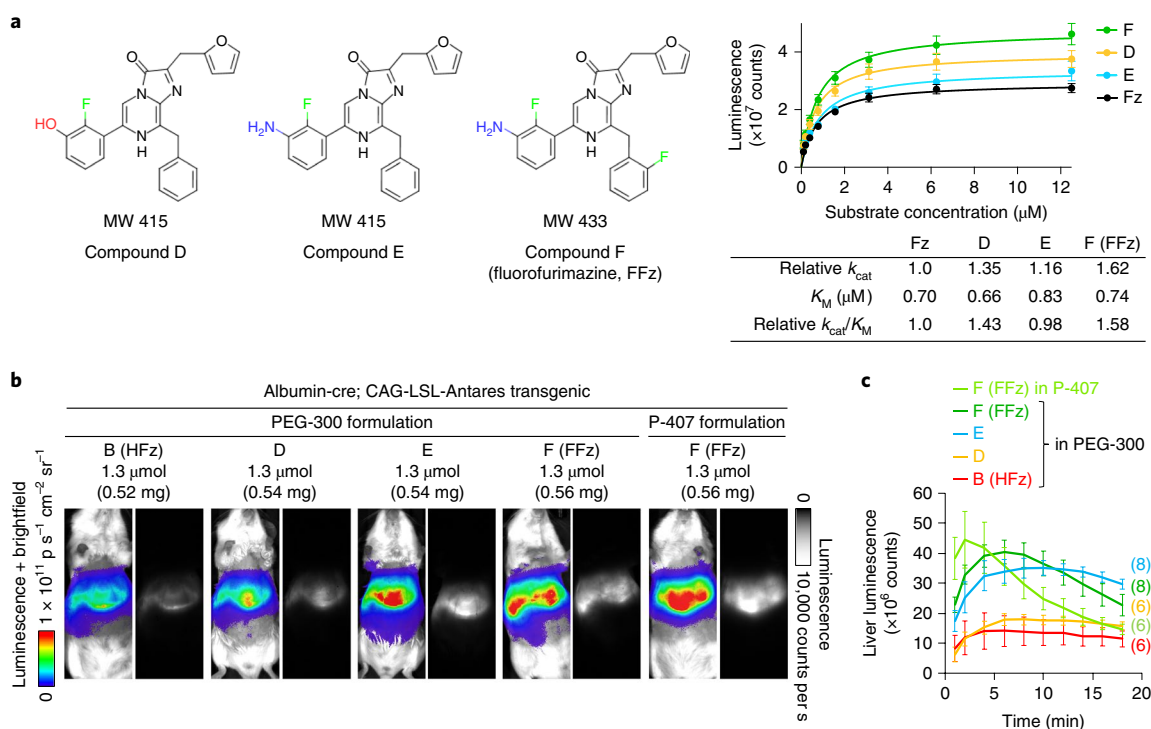 a
O
O
N
N
N
H
F
HO
MW 415
Compound D
O
O
N
N
N
H
F
H₂N
MW 415
Compound E
O
O
N
N
N
H
F
H₂N
F
MW 433
Compound F
(fluorofurimazine, FFz)
Luminescence
(×10⁷ counts)
4
2
0
0 2 4 6 8 10 12
Substrate concentration (μM)
F
D
E
Fz
Fz D E F (FFz)
Relative kcat 1.0 1.35 1.16 1.62
KM (μM) 0.70 0.66 0.83 0.74
Relative kcat/KM 1.0 1.43 0.98 1.58
b
Albumin-cre; CAG-LSL-Antares transgenic
PEG-300 formulation P-407 formulation
B (HFz) D E F (FFz) F (FFz)
1.3 μmol 1.3 μmol 1.3 μmol 1.3 μmol 1.3 μmol
(0.52 mg) (0.54 mg) (0.54 mg) (0.56 mg) (0.56 mg)
Luminescence + brightfield
0 1 × 10¹¹ p s⁻¹ cm⁻² sr⁻¹
0 10,000 counts per s
Luminescence
c
F (FFz) in P-407
F (FFz)
E
D
B (HFz)
in PEG-300
Liver luminescence
(×10⁶ counts)
60
50
40
30
20
10
0
0 5 10 15 20
Time (min)
(8)
(8)
(6)
(6)
(6)